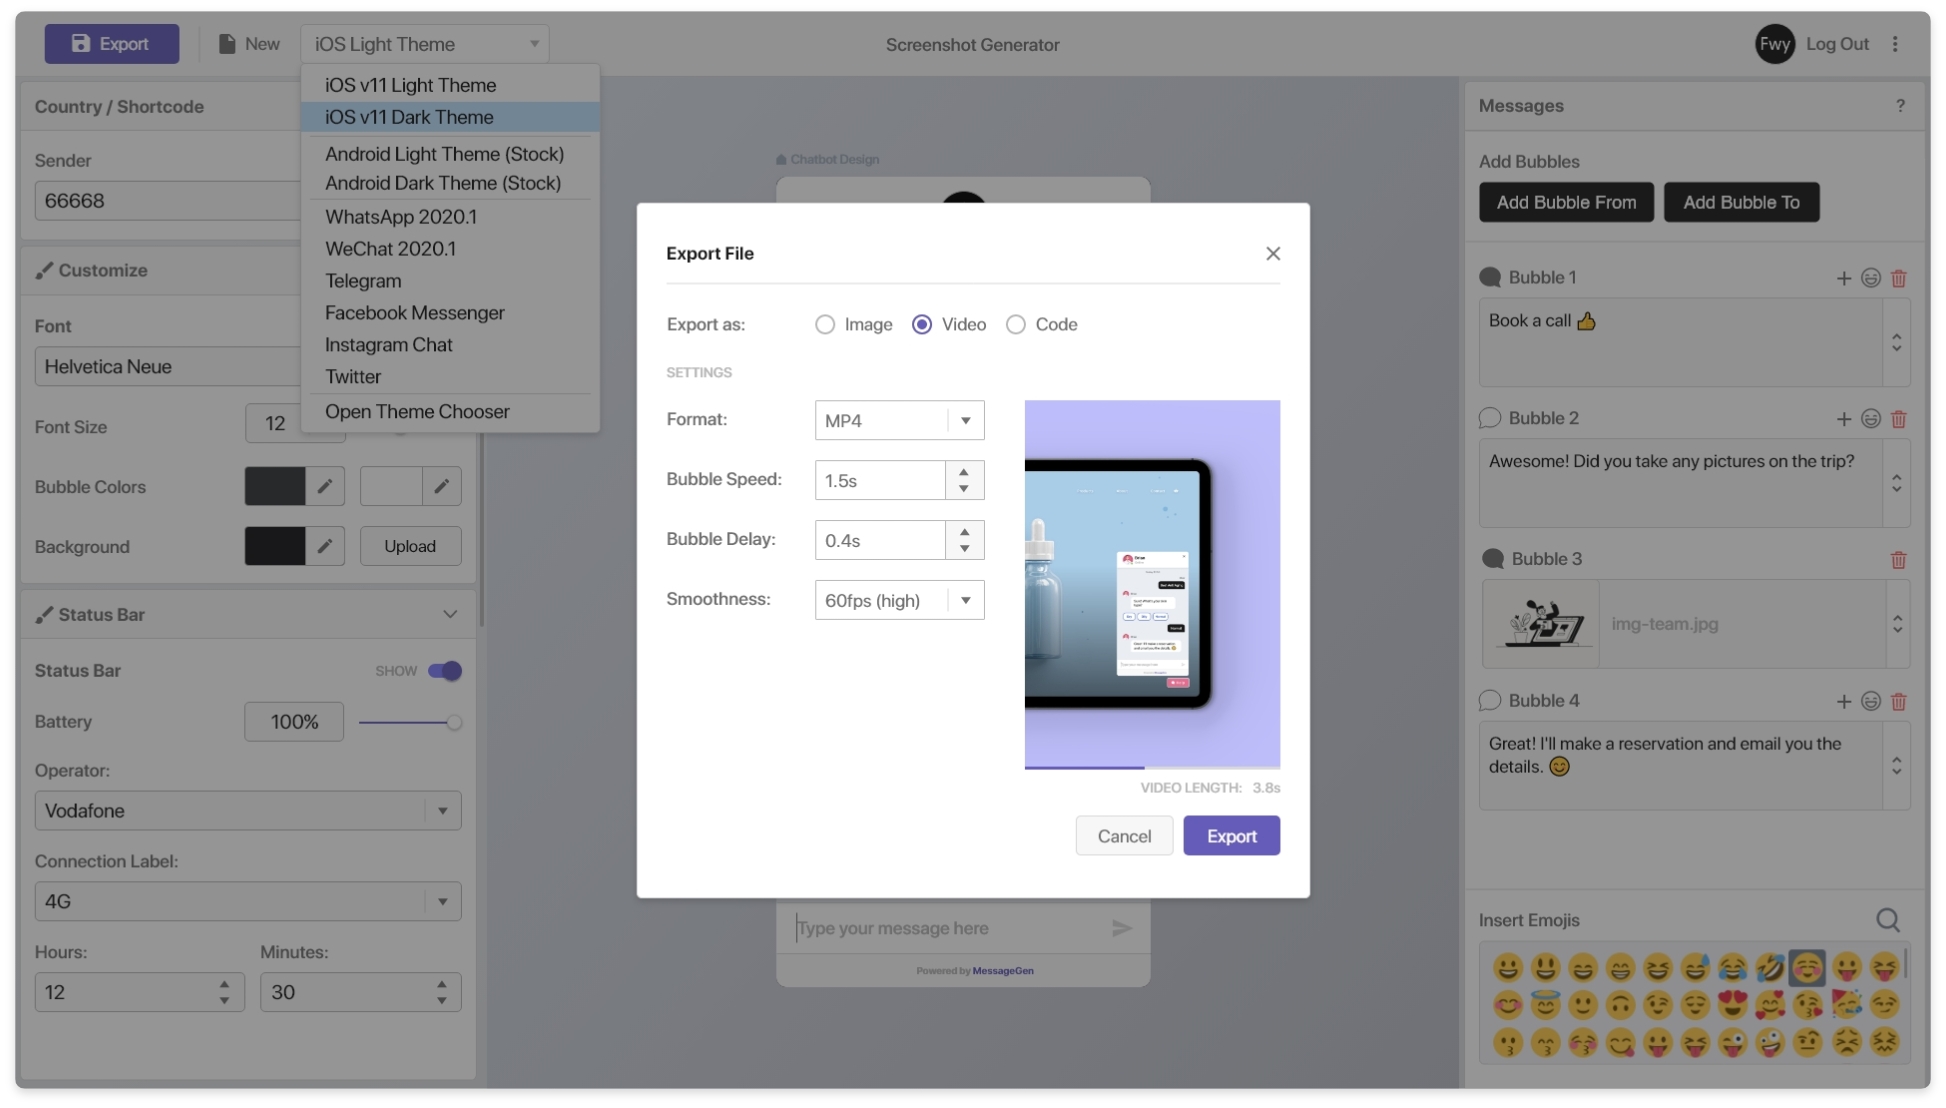 Export
New
iOS Light Theme
Screenshot Generator
Fwy
Log Out
iOS v11 Light Theme
iOS v11 Dark Theme
Android Light Theme (Stock)
Android Dark Theme (Stock)
WhatsApp 2020.1
WeChat 2020.1
Telegram
Facebook Messenger
Instagram Chat
Twitter
Open Theme Chooser
Country / Shortcode
Sender
66668
Customize
Font
Helvetica Neue
Font Size
12
Bubble Colors
Background
Upload
Status Bar
Status Bar
SHOW
Battery
100%
Operator:
Vodafone
Connection Label:
4G
Hours:
Minutes:
12
30
Chatbot Design
Export File
Export as:
Image
Video
Code
SETTINGS
Format:
MP4
Bubble Speed:
1.5s
Bubble Delay:
0.4s
Smoothness:
60fps (high)
VIDEO LENGTH: 3.8s
Cancel
Export
Type your message here
Powered by MessageGen
Messages
?
Add Bubbles
Add Bubble From
Add Bubble To
Bubble 1
Book a call 👍
Bubble 2
Awesome! Did you take any pictures on the trip?
Bubble 3
img-team.jpg
Bubble 4
Great! I'll make a reservation and email you the
details. 😊
Insert Emojis